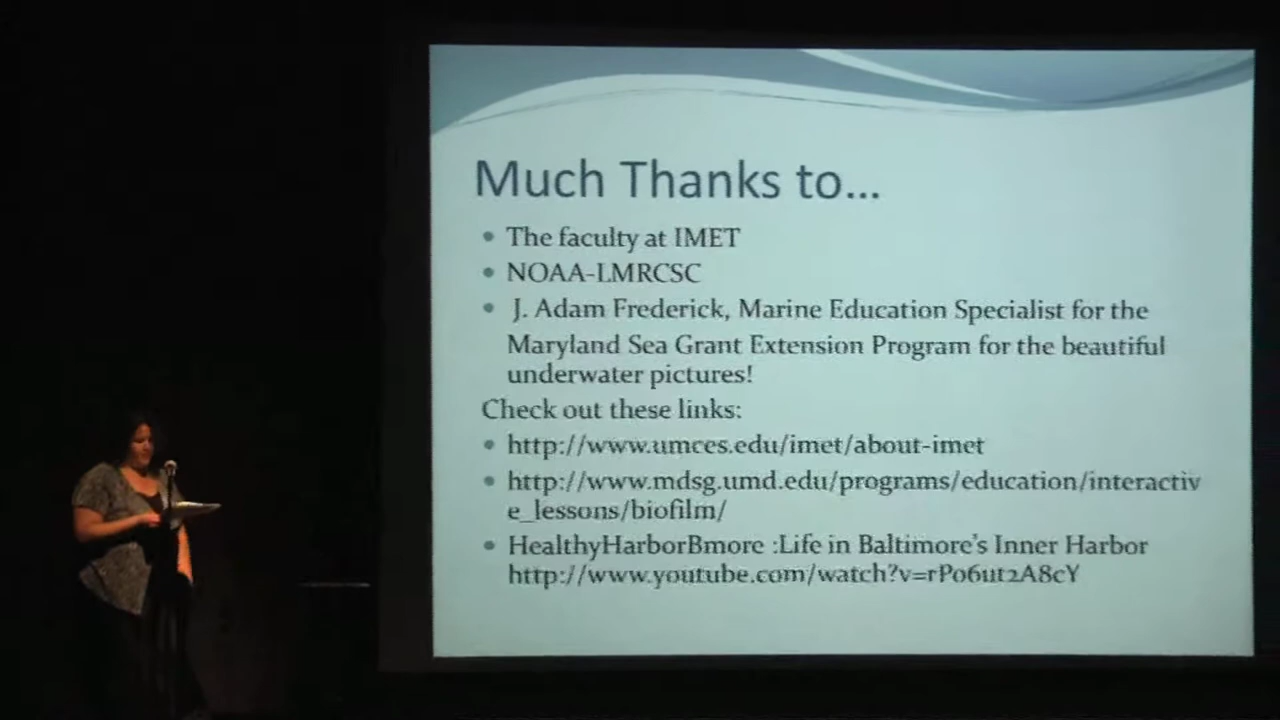 Much Thanks to...
The faculty at IMET
NOAA-LMRCSC
J. Adam Frederick, Marine Education Specialist for the
Maryland Sea Grant Extension Program for the beautiful
underwater pictures!
Check out these links:
http://www.umces.edu/imet/about-imet
http://www.mdsg.umd.edu/programs/education/interactiv
e_lessons/biofilm/
HealthyHarborBmore :Life in Baltimore's Inner Harbor
http://www.youtube.com/watch?v=rPo6ut2A8cY